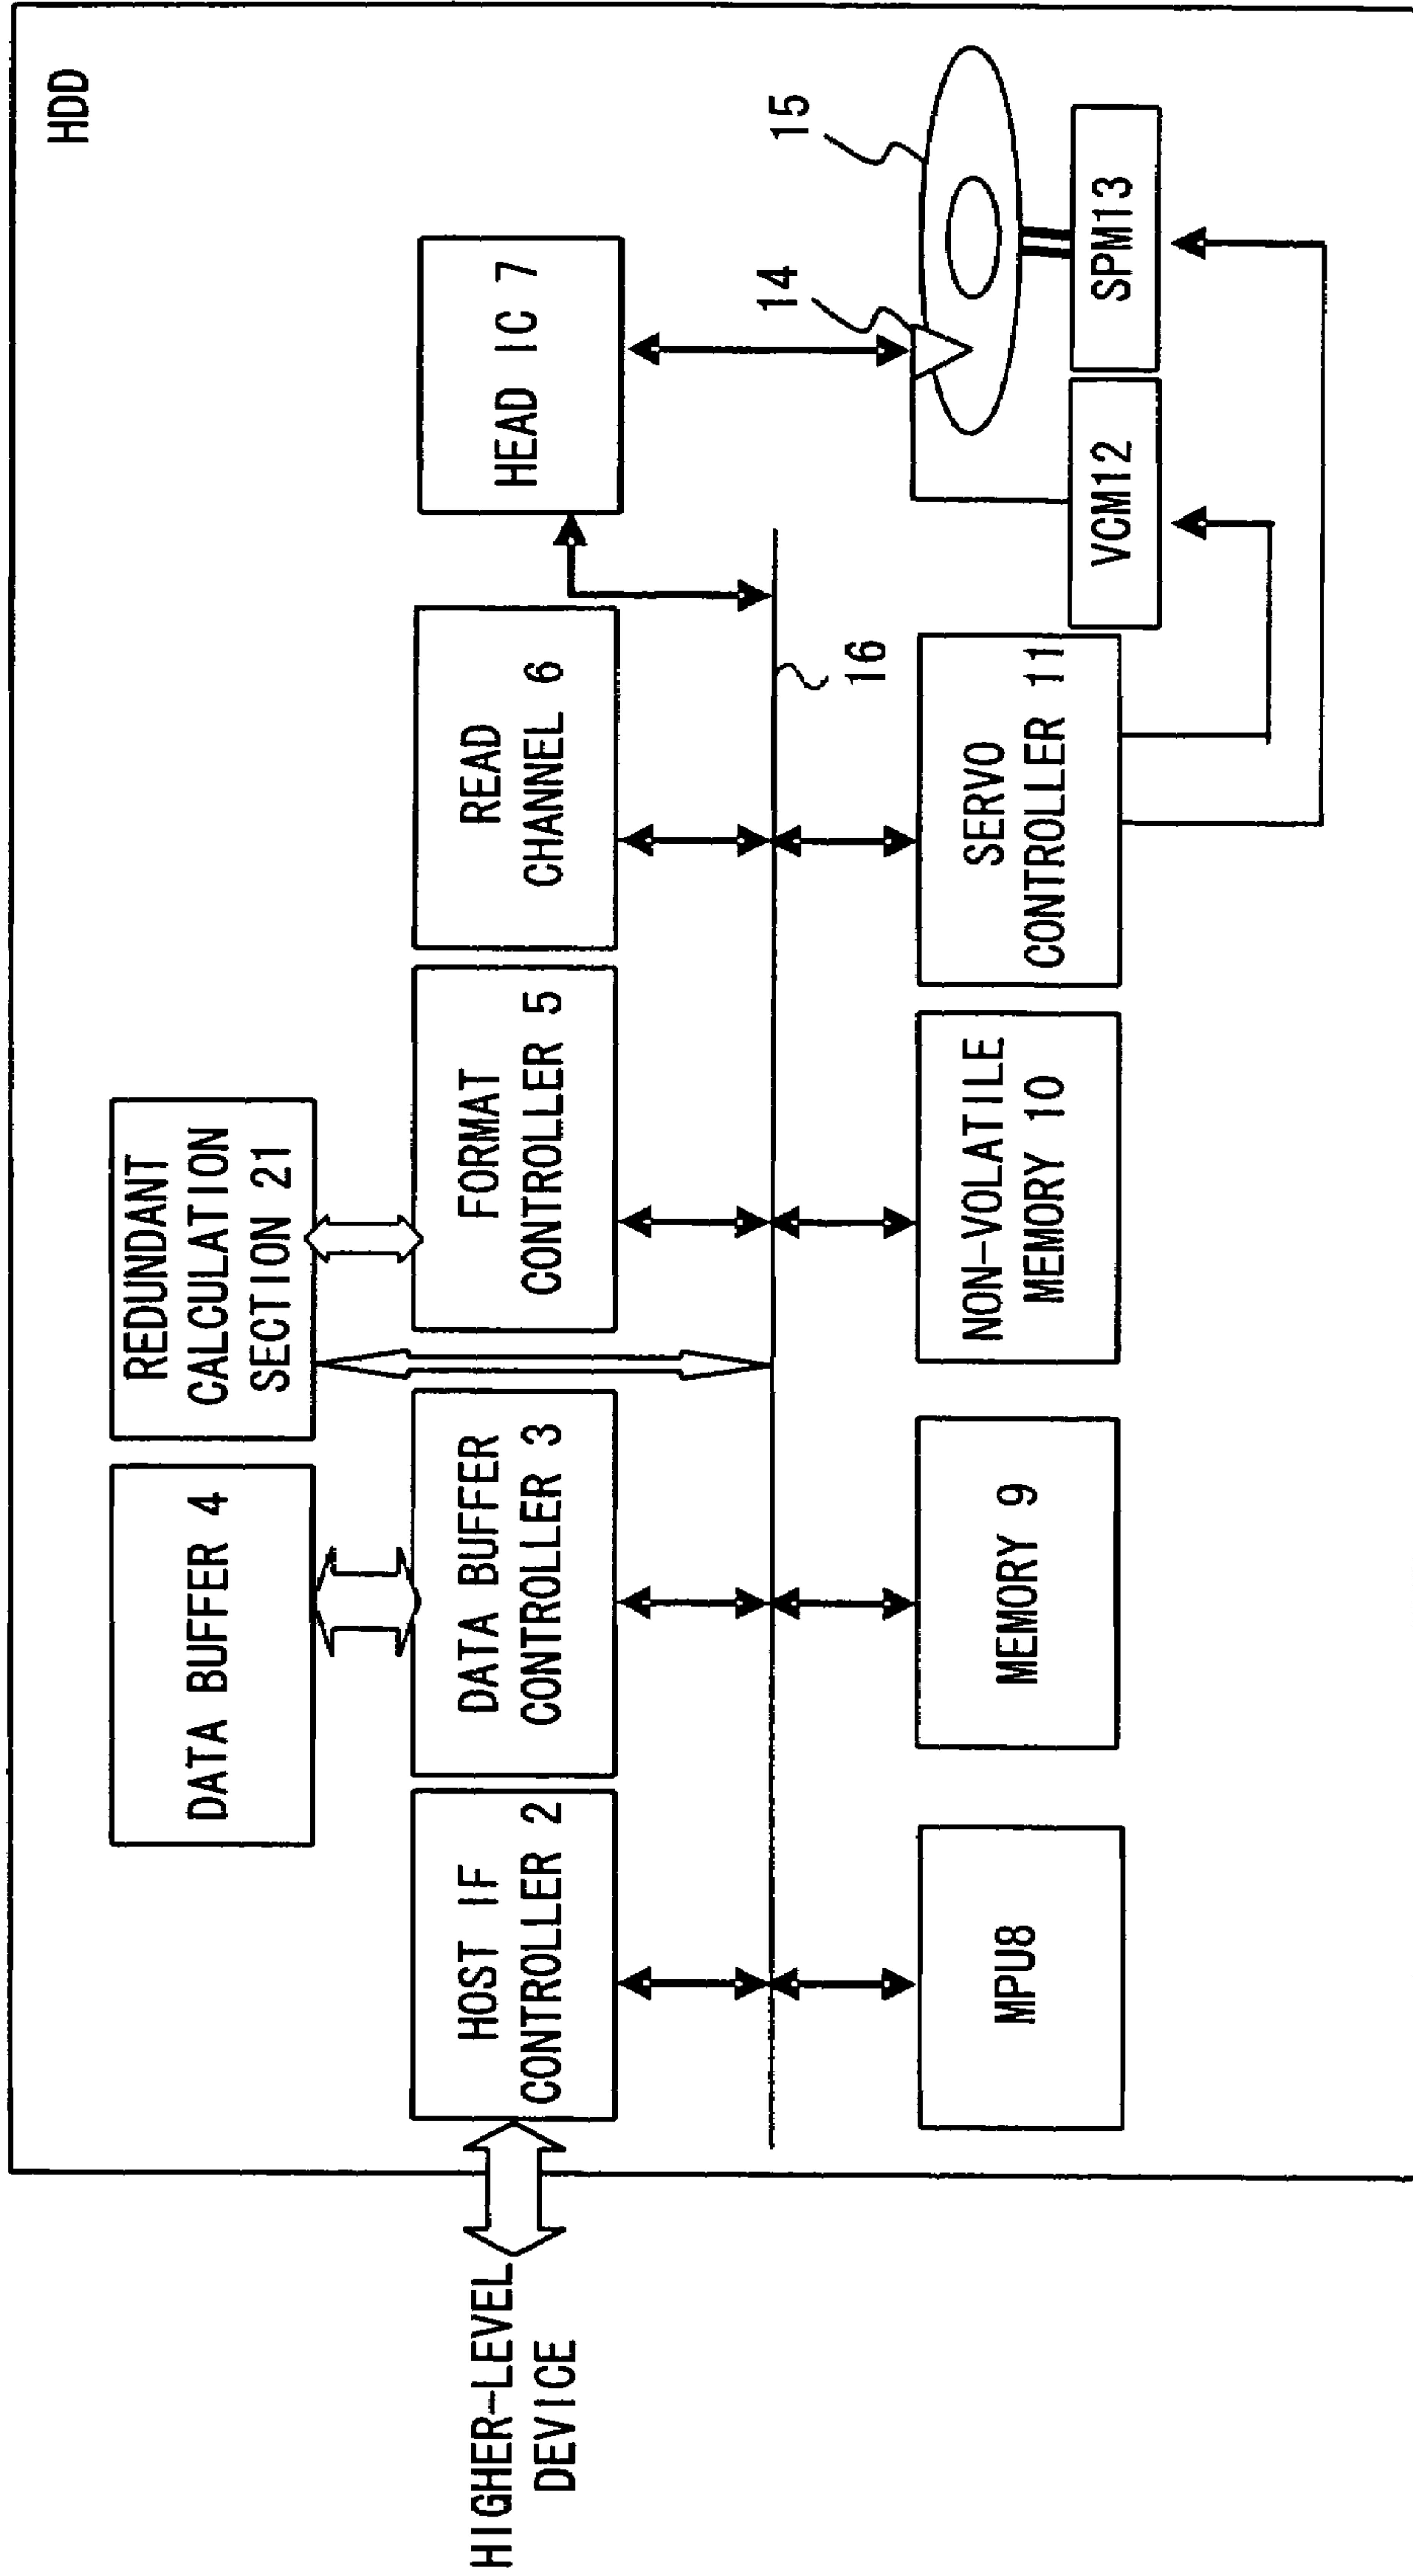 HDD
DATA BUFFER 4
REDUNDANT
CALCULATION
SECTION 21
HIGHER-LEVEL
DEVICE
HOST IF
CONTROLLER 2
DATA BUFFER
CONTROLLER 3
FORMAT
CONTROLLER 5
READ
CHANNEL 6
HEAD IC 7
16
14
15
MPU8
MEMORY 9
NON-VOLATILE
MEMORY 10
SERVO
CONTROLLER 11
VCM12
SPM13